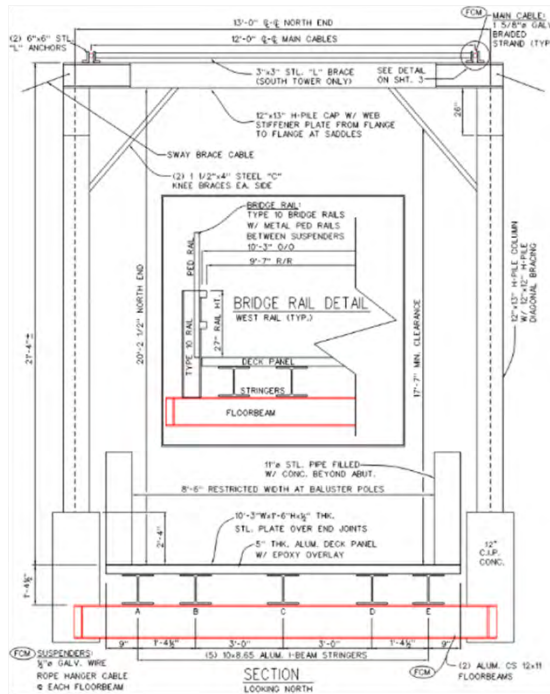 13'-0" ℄-℄ NORTH END
12'-0" ℄-℄ MAIN CABLES
FCM
MAIN CABLE:
1 5/8"ø GALV
BRAIDED
STRAND (TYP
(2) 6"x6" STL.
"L" ANCHORS
3"x3" STL. "L" BRACE
(SOUTH TOWER ONLY)
SEE DETAIL
ON SHT. 3
12"x13" H-PILE CAP W/ WEB
STIFFENER PLATE FROM FLANGE
TO FLANGE AT SADDLES
26"
SWAY BRACE CABLE
(2) 1 1/2"x4" STEEL "C"
KNEE BRACES EA. SIDE
BRIDGE RAIL:
TYPE 10 BRIDGE RAILS
W/ METAL PED RAILS
BETWEEN SUSPENDERS
10'-3" O/O
9'-7" R/R
PED RAIL
TYPE 10 RAIL
27" RAIL HT.
BRIDGE RAIL DETAIL
WEST RAIL (TYP.)
DECK PANEL
STRINGERS
FLOORBEAM
21'-4"±
20'-2 1/2" NORTH END
17'-7" MIN. CLEARANCE
12"x13" H-PILE COLUMN
W/ 12"x12" H-PILE
DIAGONAL BRACING
11"ø STL. PIPE FILLED
W/ CONC. BEYOND ABUT.
8'-6" RESTRICTED WIDTH AT BALUSTER POLES
2'-4"
10'-3"Wx1'-6"Hx½" THK.
STL. PLATE OVER END JOINTS
5" THK. ALUM. DECK PANEL
W/ EPOXY OVERLAY
12"
C.I.P.
CONC.
1'-4½"
A B C D E
9" 1'-4½" 3'-0" 3'-0" 1'-4½" 9"
(5) 10x8.65 ALUM. I-BEAM STRINGERS
FCM SUSPENDERS:
½"ø GALV. WIRE
ROPE HANGER CABLE
@ EACH FLOORBEAM
SECTION
LOOKING NORTH
FCM
(2) ALUM. CS 12x11
FLOORBEAMS